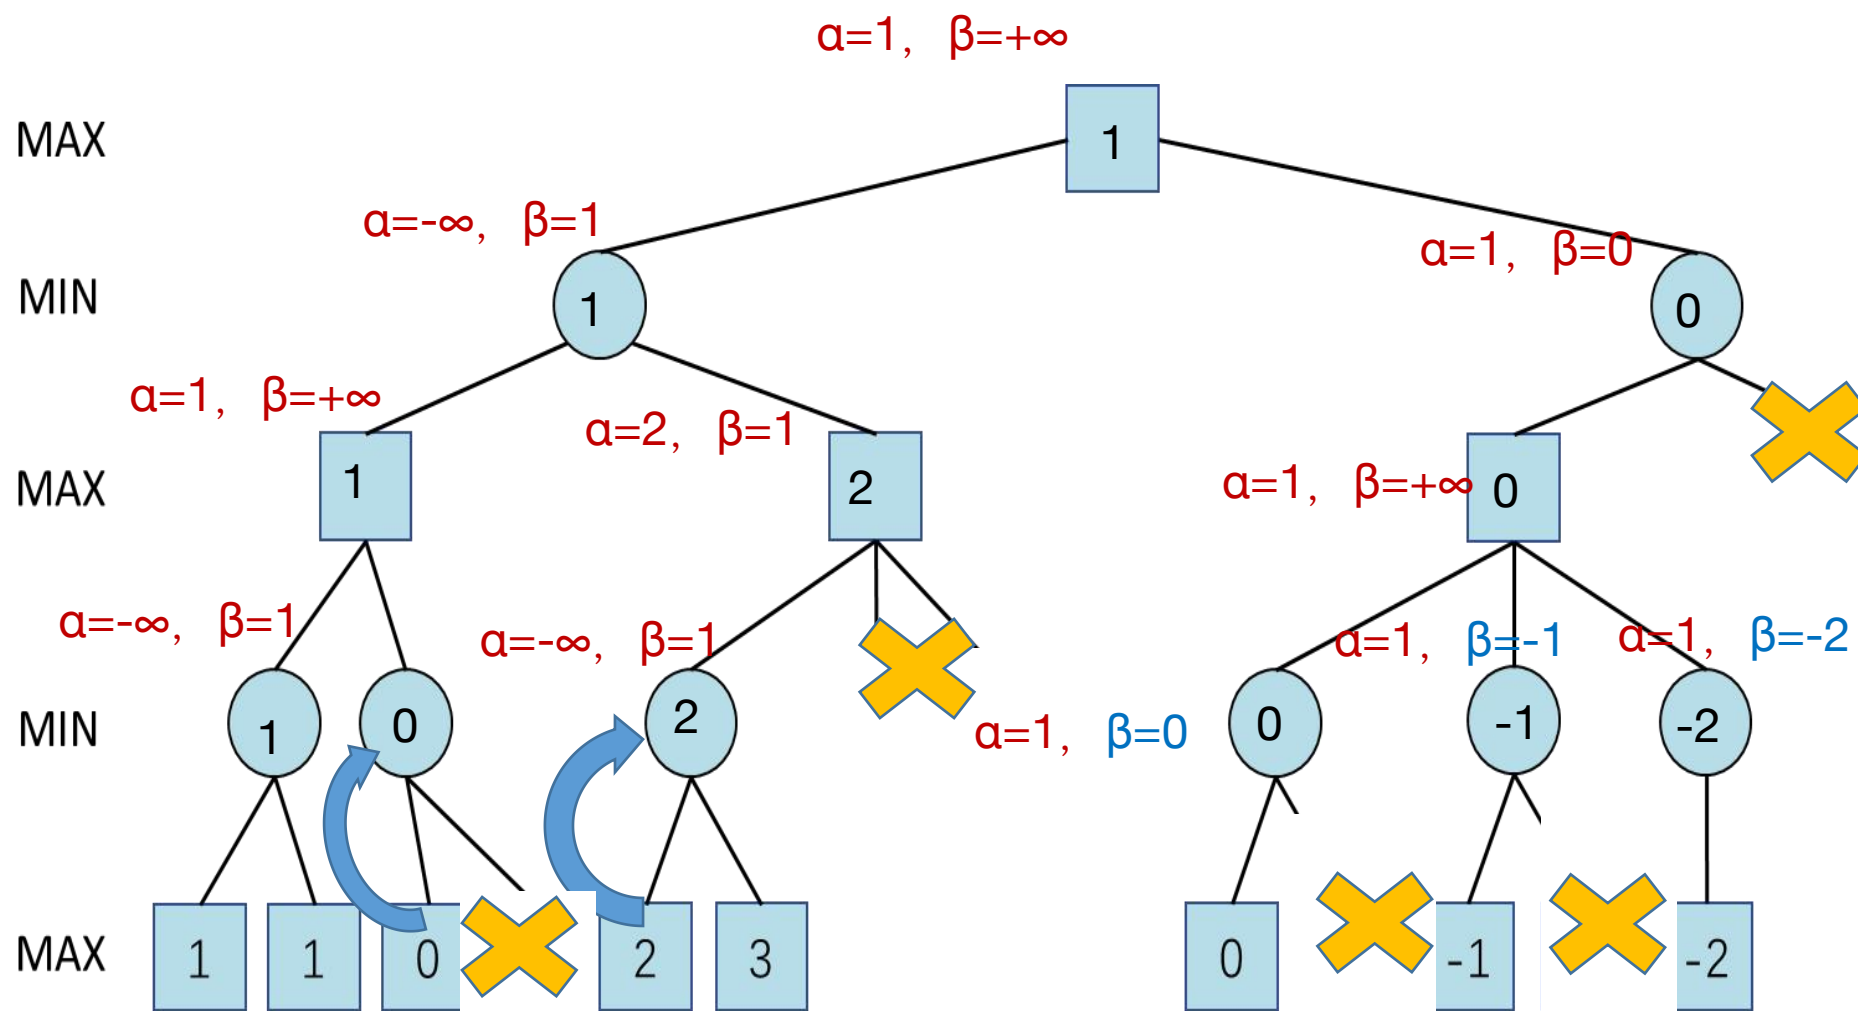 α=1, β=+∞
MAX
1
α=-∞, β=1
α=1, β=0
MIN
1
0
α=1, β=+∞
α=2, β=1
MAX
1
2
α=1, β=+∞
0
α=-∞, β=1
α=-∞, β=1
α=1, β=-1
α=1, β=-2
MIN
1
0
2
α=1, β=0
0
-1
-2
MAX
1
1
0
2
3
0
-1
-2